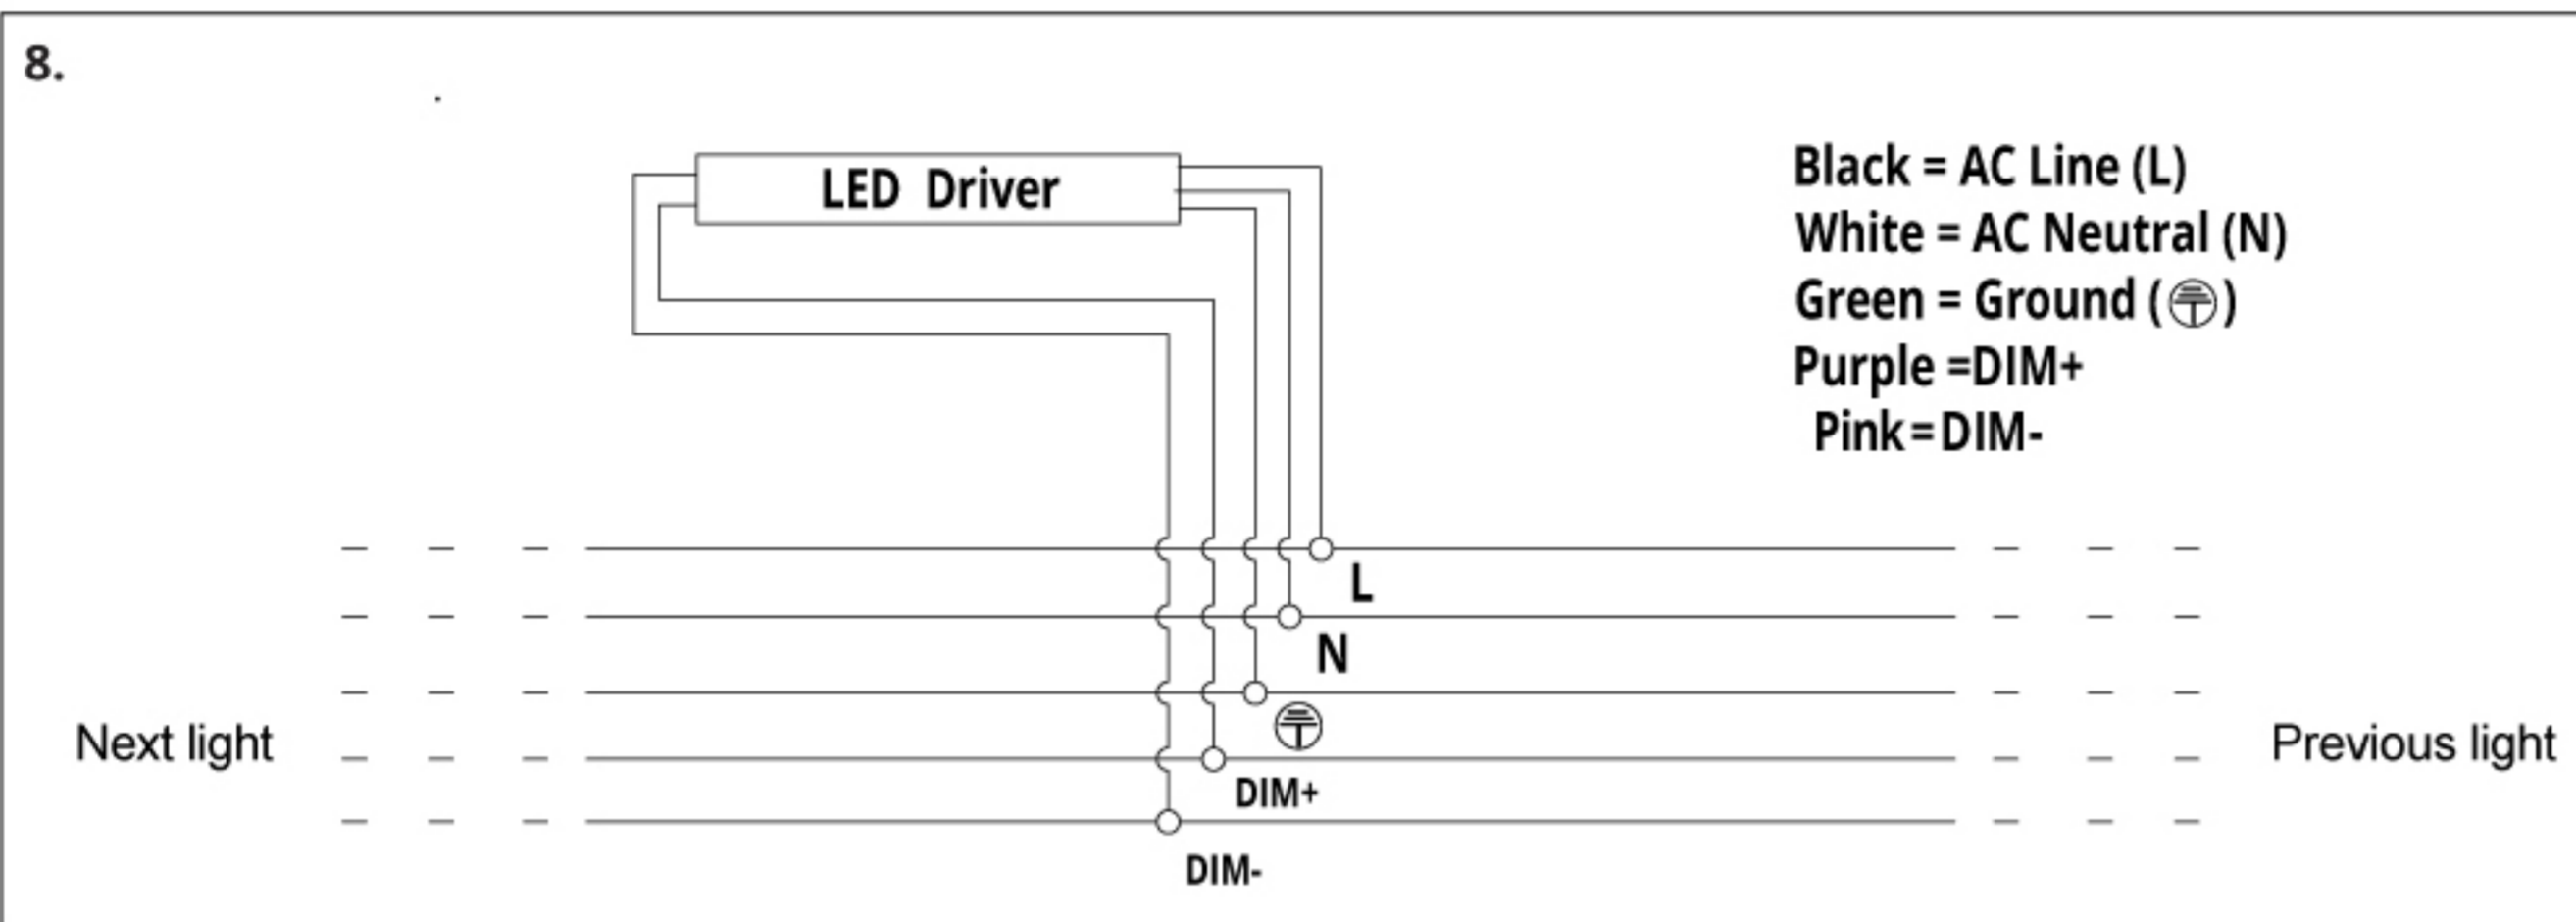 8.
LED Driver
Black = AC Line (L)
White = AC Neutral (N)
Green = Ground (⏚)
Purple =DIM+
Pink=DIM-
L
N
Next light
Previous light
DIM+
DIM-